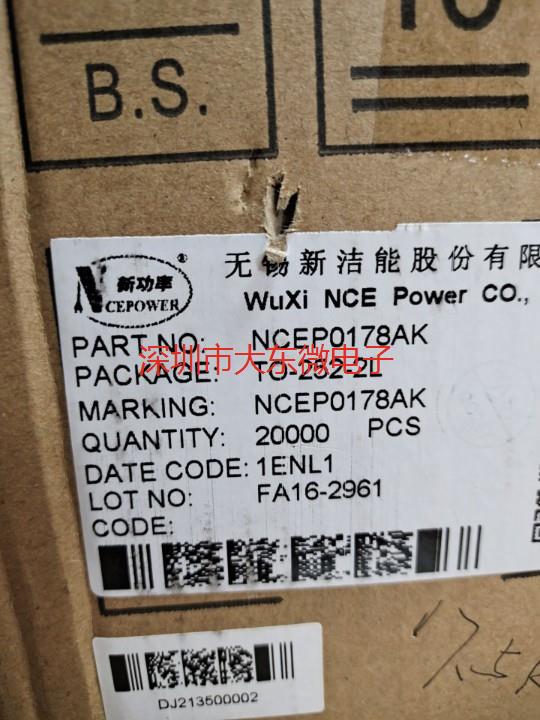 B.S.
新功率
NCEPOWER
®
无锡新洁能股份有限
WuXi NCE Power CO.,
PART NO: NCEP0178AK
深圳市大东微电子
PACKAGE: TO-252-2L
MARKING: NCEP0178AK
QUANTITY: 20000 PCS
DATE CODE: 1ENL1
LOT NO: FA16-2961
CODE:
DJ213500002